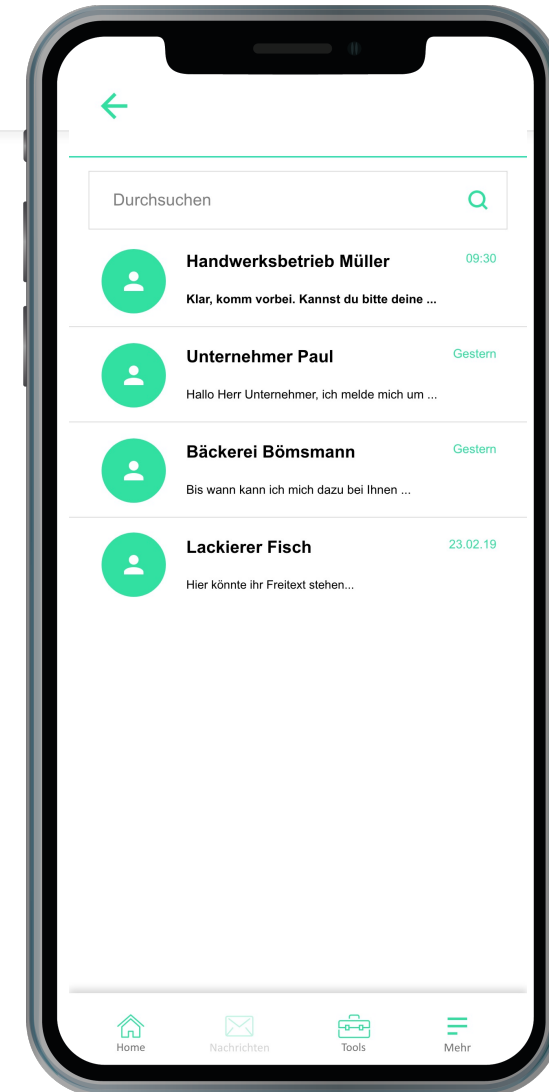 Durchsuchen
Handwerksbetrieb Müller
09:30
Klar, komm vorbei. Kannst du bitte deine ...
Unternehmer Paul
Gestern
Hallo Herr Unternehmer, ich melde mich um ...
Bäckerei Bömsmann
Gestern
Bis wann kann ich mich dazu bei Ihnen ...
Lackierer Fisch
23.02.19
Hier könnte ihr Freitext stehen...
Home
Nachrichten
Tools
Mehr